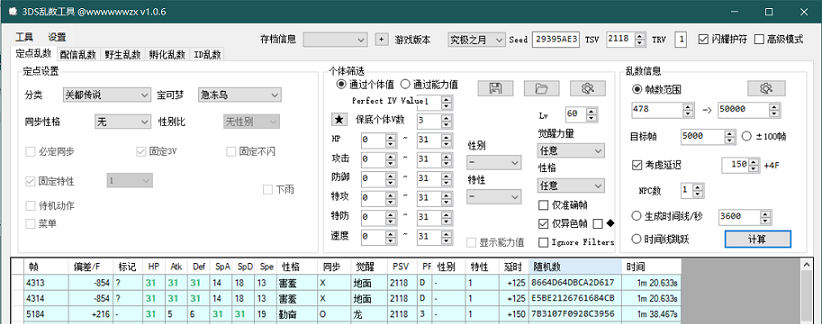 3DS乱数工具 @wwwwwwzx v1.0.6
工具 设置 存档信息 + 游戏版本 究极之月 Seed 29395AE3 TSV 2118 TRV 1 闪耀护符 高级模式
定点乱数 配信乱数 野生乱数 孵化乱数 ID乱数
定点设置 个体筛选 乱数信息
分类 关都传说 宝可梦 急冻鸟 通过个体值 通过能力值 帧数范围
Perfect IV Value 1
478 -> 50000
同步性格 无 性别比 无性别 保底个体V数 3 Lv 60
目标帧 5000 ±100帧
必定同步 固定3V 固定不闪
HP 0 ~ 31 性别 - 觉醒力量 任意
攻击 0 ~ 31
考虑延迟 150 +4F
固定特性 1 下雨
防御 0 ~ 31 特性 - 性格 任意
NPC数 1
待机动作 特攻 0 ~ 31 仅准确帧
菜单 特防 0 ~ 31 仅异色帧 ◆ 生成时间线/秒 3600
速度 0 ~ 31 显示能力值 Ignore Filters 时间线跳跃 计算
帧 偏差/F 标记 HP Atk Def SpA SpD Spe 性格 同步 觉醒 PSV PF 性别 特性 延时 随机数 时间
4313 -854 ? 31 31 31 14 18 13 害羞 X 地面 2118 D - 1 +125 8664D64DBCA2D617 1m 20.633s
4314 -854 ? 31 31 31 14 18 13 害羞 X 地面 2118 D - 1 +125 E5BE2126761684CB 1m 20.633s
5184 +216 - 31 5 6 31 31 19 勤奋 O 龙 2118 3 - 1 +150 7B3107F0928C3956 1m 38.467s